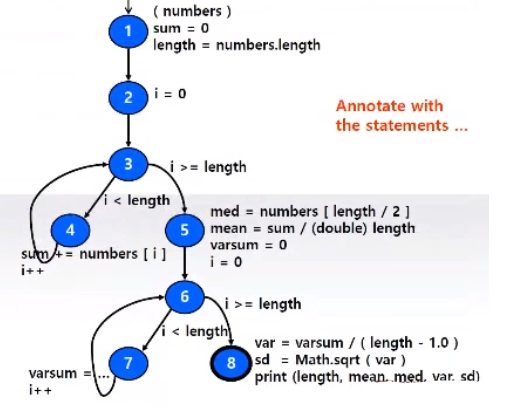 ( numbers )
1
sum = 0
length = numbers.length
2
i = 0
Annotate with
the statements ...
3
i >= length
i < length
4
sum += numbers [ i ]
i++
5
med = numbers [ length / 2 ]
mean = sum / (double) length
varsum = 0
i = 0
6
i >= length
i < length
7
varsum = ...
i++
8
var = varsum / ( length - 1.0 )
sd = Math.sqrt ( var )
print (length, mean. med. var. sd)